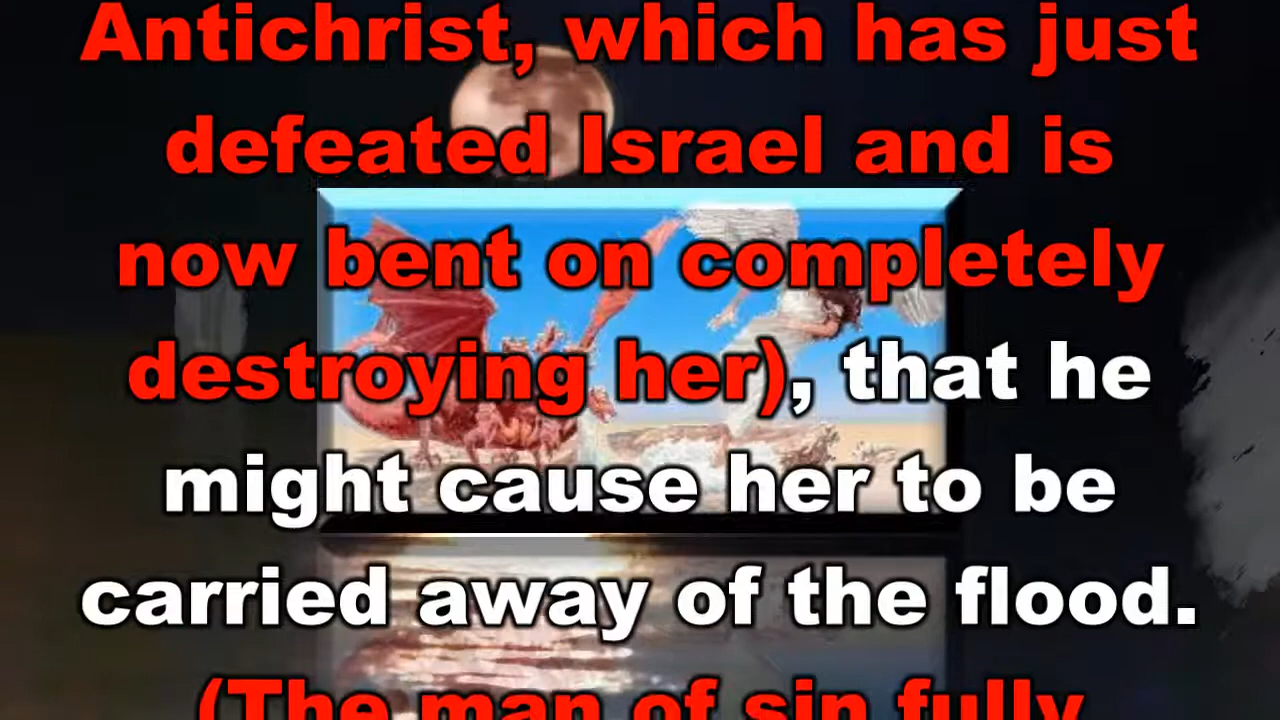 Antichrist, which has just
defeated Israel and is
now bent on completely
destroying her), that he
might cause her to be
carried away of the flood.
(The man of sin fully